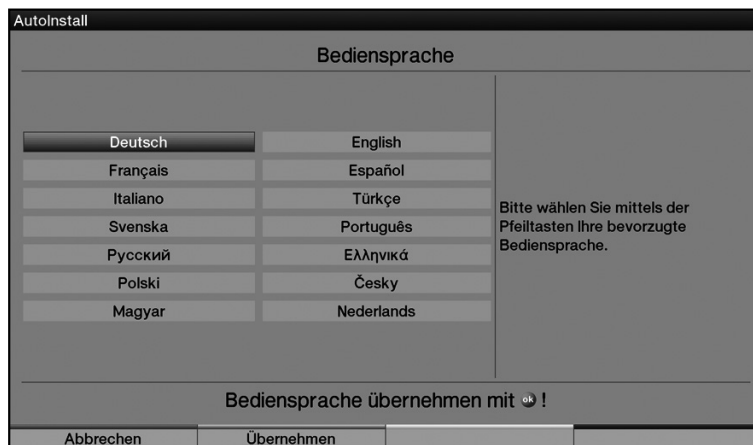 AutoInstall
Bediensprache
Deutsch English
Français Español
Italiano Türkçe
Svenska Português
Русский Ελληνικά
Polski Česky
Magyar Nederlands
Bitte wählen Sie mittels der
Pfeiltasten Ihre bevorzugte
Bediensprache.
Bediensprache übernehmen mit ok !
Abbrechen Übernehmen